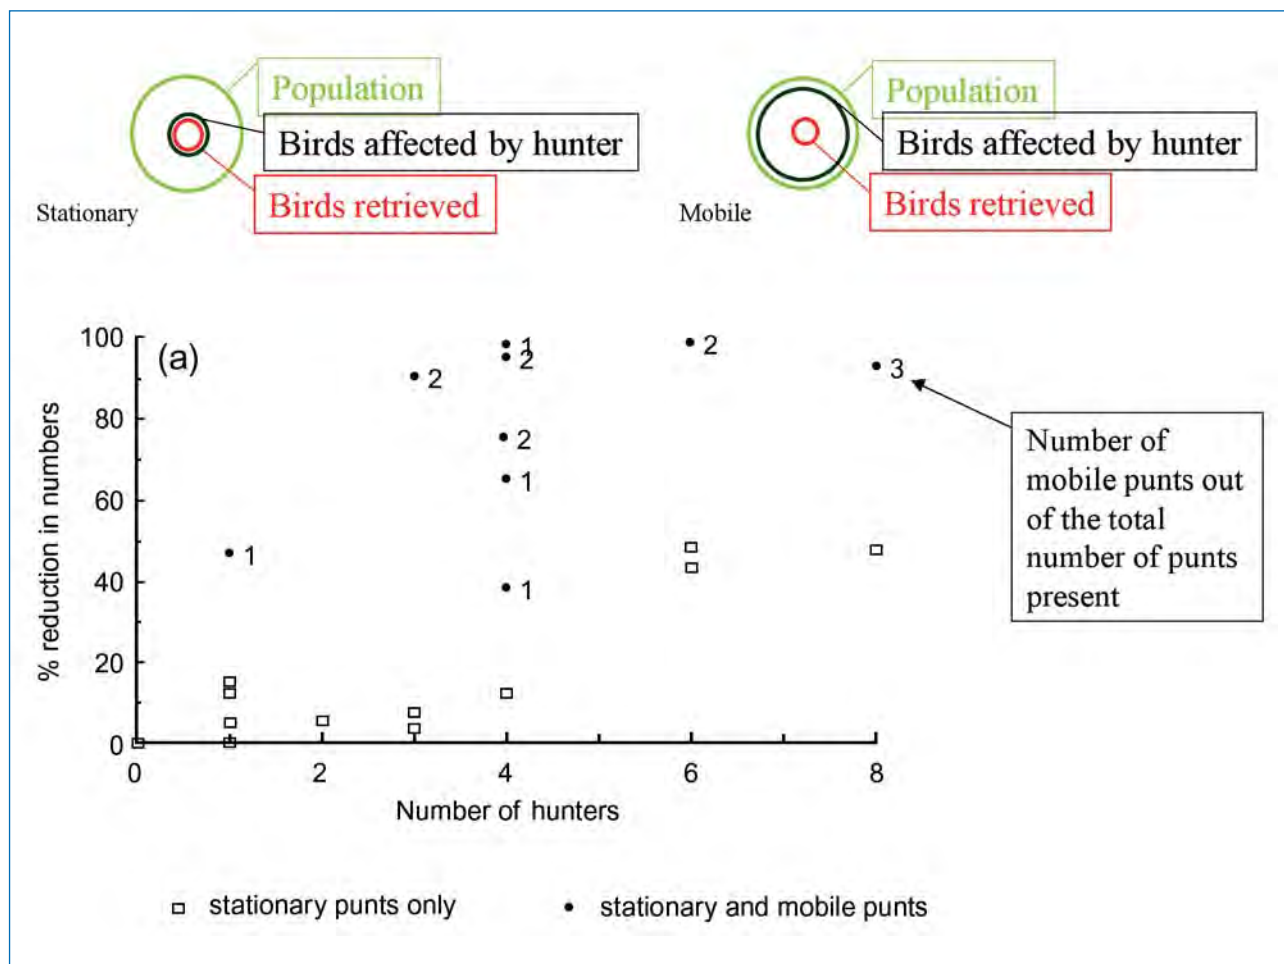 Population
Birds affected by hunter
Birds retrieved
Stationary
Population
Birds affected by hunter
Birds retrieved
Mobile
(a)
% reduction in numbers
100
80
60
40
20
0
1
2
2
2
1
1
1
2
3
Number of
mobile punts out
of the total
number of punts
present
0 2 4 6 8
Number of hunters
stationary punts only
stationary and mobile punts